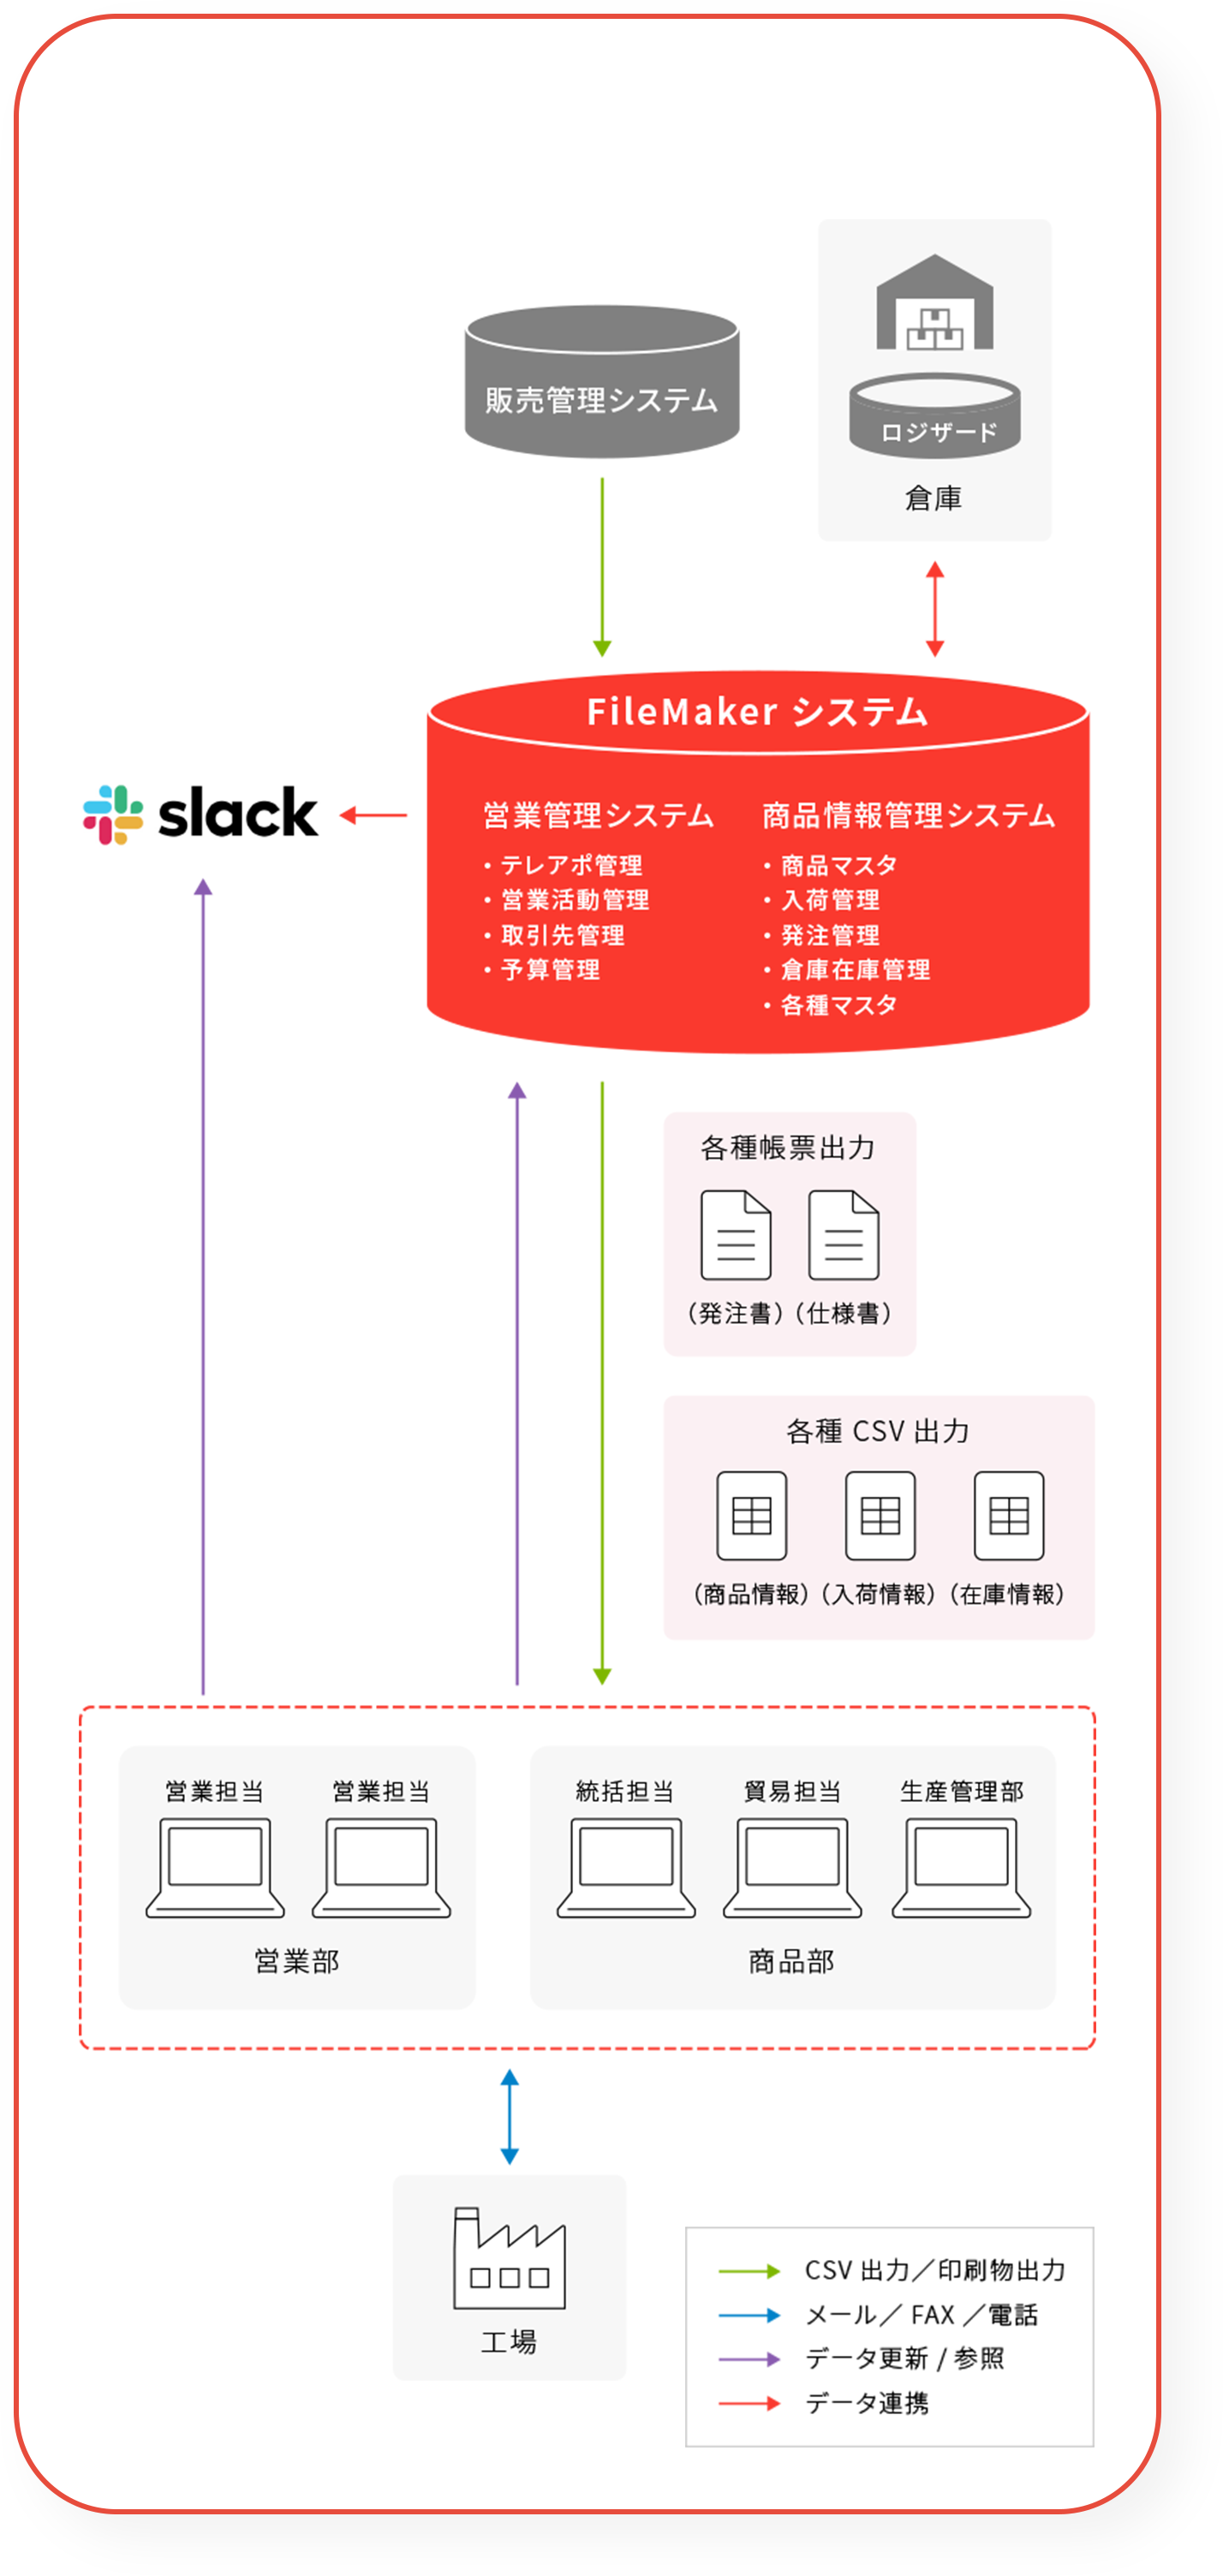 販売管理システム
ロジザード
倉庫
FileMaker システム
slack
営業管理システム
・テレアポ管理
・営業活動管理
・取引先管理
・予算管理
商品情報管理システム
・商品マスタ
・入荷管理
・発注管理
・倉庫在庫管理
・各種マスタ
各種帳票出力
（発注書）（仕様書）
各種 CSV 出力
（商品情報）（入荷情報）（在庫情報）
営業担当 営業担当
営業部
統括担当 貿易担当 生産管理部
商品部
工場
CSV 出力／印刷物出力
メール／ FAX ／電話
データ更新 / 参照
データ連携